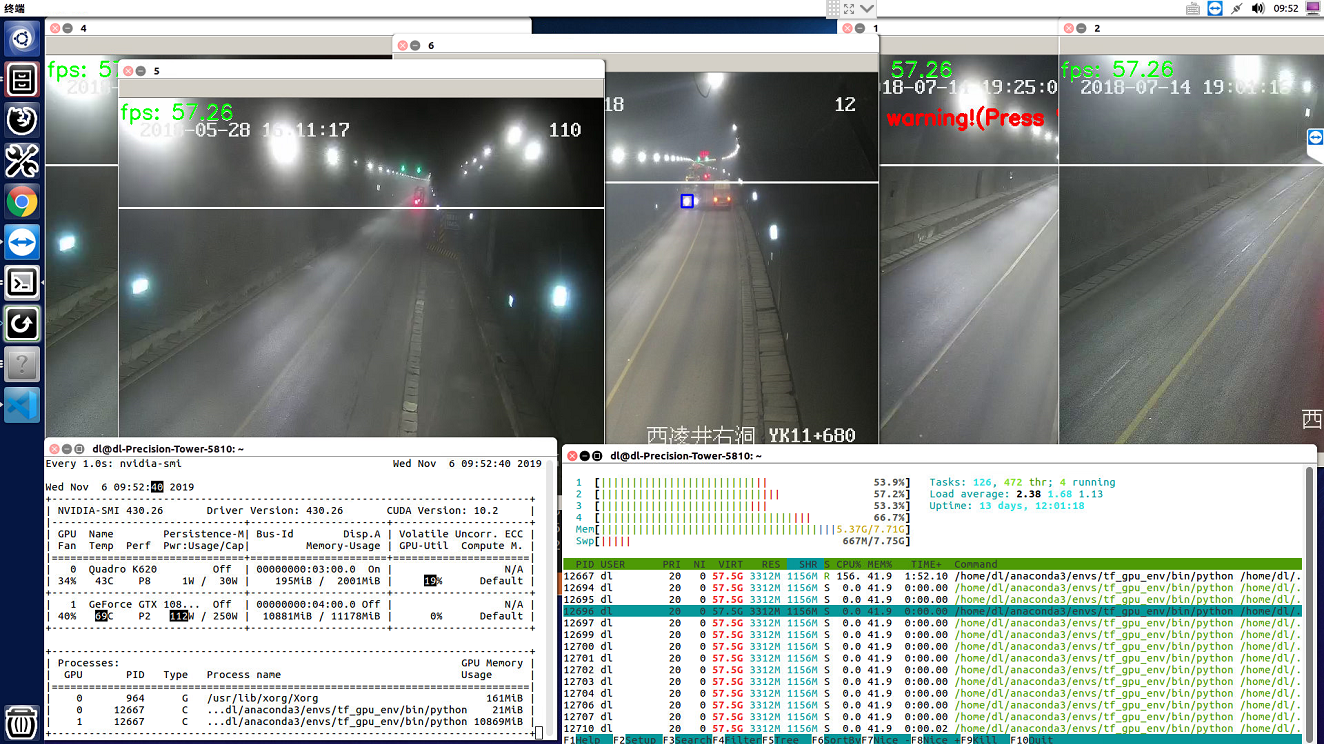 终端
09:52
4
6
1
2
5
fps: 57
2018-
fps: 57.26
2018-05-28 16:11:17
110
18
12
57.26
18-07-11 19:25:0
warning!(Press
fps: 57.26
2018-07-14 19:01:18
西凌井右洞 YK11+680
西
dl@dl-Precision-Tower-5810: ~
Every 1.0s: nvidia-smi Wed Nov 6 09:52:40 2019
Wed Nov 6 09:52:40 2019
NVIDIA-SMI 430.26 Driver Version: 430.26 CUDA Version: 10.2
GPU Name Persistence-M| Bus-Id Disp.A | Volatile Uncorr. ECC
Fan Temp Perf Pwr:Usage/Cap| Memory-Usage | GPU-Util Compute M.
0 Quadro K620 Off | 00000000:03:00.0 On | N/A
34% 43C P8 1W / 30W | 195MiB / 2001MiB | 19% Default
1 GeForce GTX 108... Off | 00000000:04:00.0 Off | N/A
40% 69C P2 112W / 250W | 10881MiB / 11178MiB | 0% Default
Processes: GPU Memory
GPU PID Type Process name Usage
0 964 G /usr/lib/xorg/Xorg 161MiB
0 12667 C ...dl/anaconda3/envs/tf_gpu_env/bin/python 21MiB
1 12667 C ...dl/anaconda3/envs/tf_gpu_env/bin/python 10869MiB
dl@dl-Precision-Tower-5810: ~
1 [ 53.9%] Tasks: 126, 472 thr; 4 running
2 [ 57.2%] Load average: 2.38 1.68 1.13
3 [ 53.3%] Uptime: 13 days, 12:01:18
4 [ 66.7%]
Mem[ 5.37G/7.71G]
Swp[ 667M/7.75G]
PID USER PRI NI VIRT RES SHR S CPU% MEM% TIME+ Command
12667 dl 20 0 57.5G 3312M 1156M R 156. 41.9 1:52.10 /home/dl/anaconda3/envs/tf_gpu_env/bin/python /home/dl/.
12694 dl 20 0 57.5G 3312M 1156M S 0.0 41.9 0:00.00 /home/dl/anaconda3/envs/tf_gpu_env/bin/python /home/dl/.
12695 dl 20 0 57.5G 3312M 1156M S 0.0 41.9 0:00.00 /home/dl/anaconda3/envs/tf_gpu_env/bin/python /home/dl/.
12696 dl 20 0 57.5G 3312M 1156M S 0.0 41.9 0:00.00 /home/dl/anaconda3/envs/tf_gpu_env/bin/python /home/dl/.
12697 dl 20 0 57.5G 3312M 1156M S 0.0 41.9 0:00.00 /home/dl/anaconda3/envs/tf_gpu_env/bin/python /home/dl/.
12699 dl 20 0 57.5G 3312M 1156M S 0.0 41.9 0:00.00 /home/dl/anaconda3/envs/tf_gpu_env/bin/python /home/dl/.
12700 dl 20 0 57.5G 3312M 1156M S 0.0 41.9 0:00.00 /home/dl/anaconda3/envs/tf_gpu_env/bin/python /home/dl/.
12701 dl 20 0 57.5G 3312M 1156M S 0.0 41.9 0:00.00 /home/dl/anaconda3/envs/tf_gpu_env/bin/python /home/dl/.
12702 dl 20 0 57.5G 3312M 1156M S 0.0 41.9 0:00.00 /home/dl/anaconda3/envs/tf_gpu_env/bin/python /home/dl/.
12703 dl 20 0 57.5G 3312M 1156M S 0.0 41.9 0:00.00 /home/dl/anaconda3/envs/tf_gpu_env/bin/python /home/dl/.
12704 dl 20 0 57.5G 3312M 1156M S 0.0 41.9 0:00.00 /home/dl/anaconda3/envs/tf_gpu_env/bin/python /home/dl/.
12706 dl 20 0 57.5G 3312M 1156M S 0.0 41.9 0:00.00 /home/dl/anaconda3/envs/tf_gpu_env/bin/python /home/dl/.
12707 dl 20 0 57.5G 3312M 1156M S 0.0 41.9 0:00.00 /home/dl/anaconda3/envs/tf_gpu_env/bin/python /home/dl/.
12710 dl 20 0 57.5G 3312M 1156M S 0.0 41.9 0:00.02 /home/dl/anaconda3/envs/tf_gpu_env/bin/python /home/dl/.
F1Help F2Setup F3SearchF4FilterF5Tree F6SortByF7Nice -F8Nice +F9Kill F10Quit